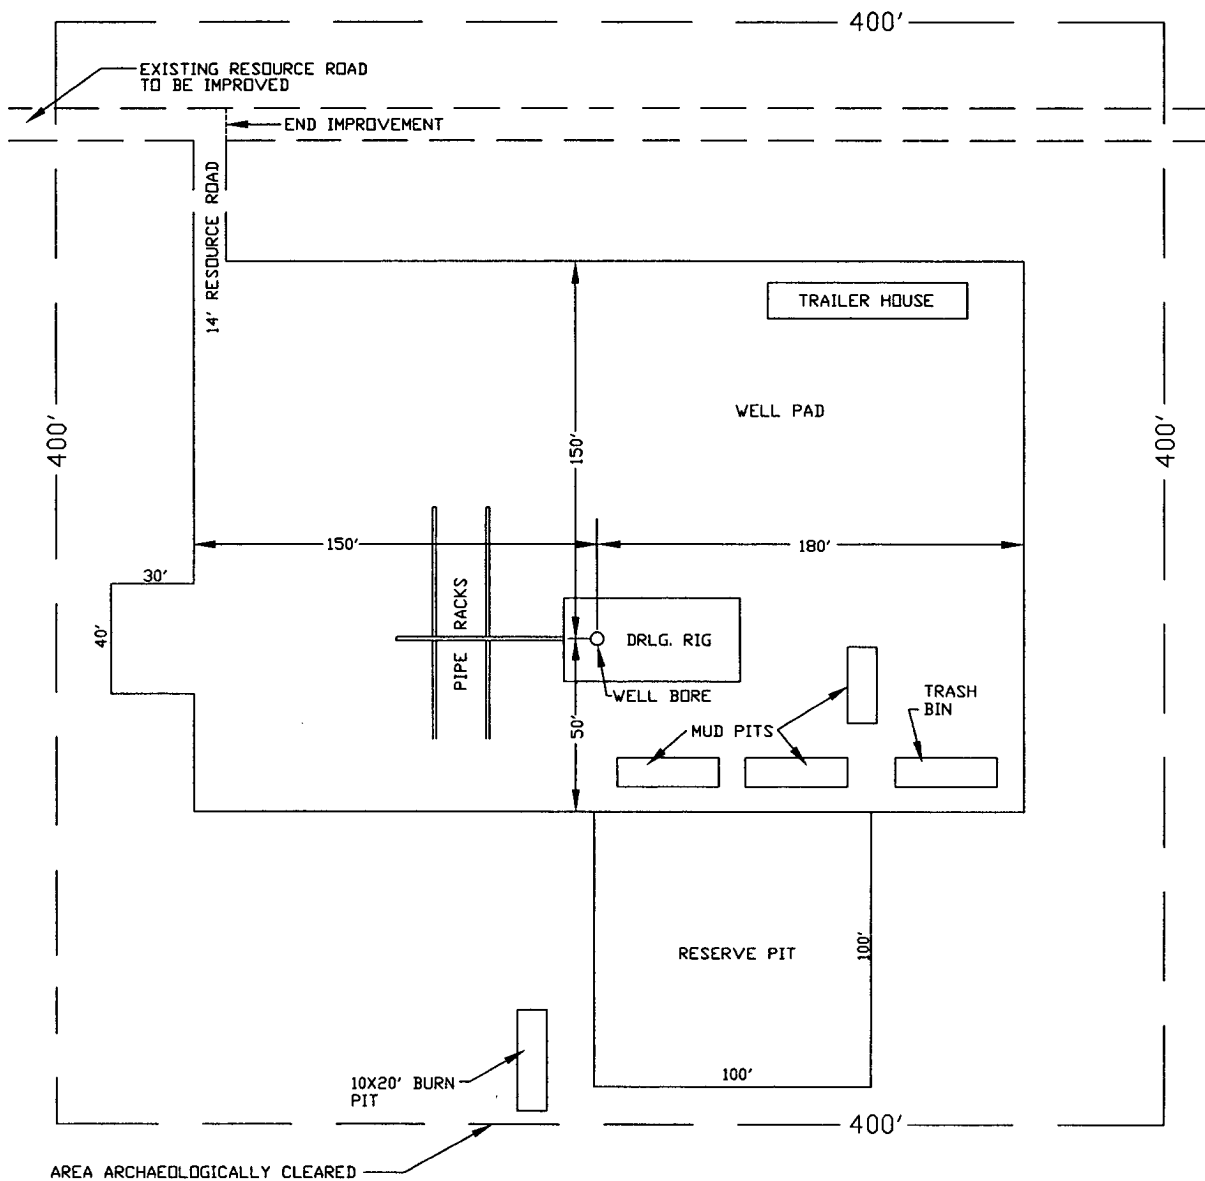 400'
EXISTING RESOURCE ROAD
TO BE IMPROVED
END IMPROVEMENT
14' RESOURCE ROAD
TRAILER HOUSE
WELL PAD
400'
400'
150'
150'
180'
30'
40'
PIPE RACKS
DRLG. RIG
WELL BORE
50'
MUD PITS
TRASH
BIN
RESERVE PIT
100'
100'
10X20' BURN
PIT
400'
AREA ARCHAEOLOGICALLY CLEARED